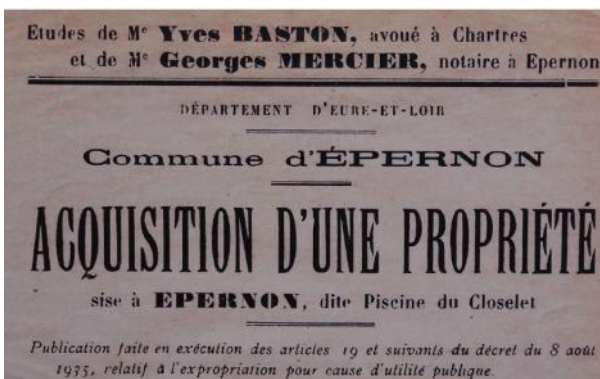 Etudes de Me Yves BASTON, avoué à Chartres
et de Me Georges MERCIER, notaire à Epernon
DÉPARTEMENT D'EURE-ET-LOIR
Commune d'ÉPERNON
ACQUISITION D'UNE PROPRIÉTÉ
sise à EPERNON, dite Piscine du Closelet
Publication faite en exécution des articles 19 et suivants du décret du 8 août
1935, relatif à l'expropriation pour cause d'utilité publique.